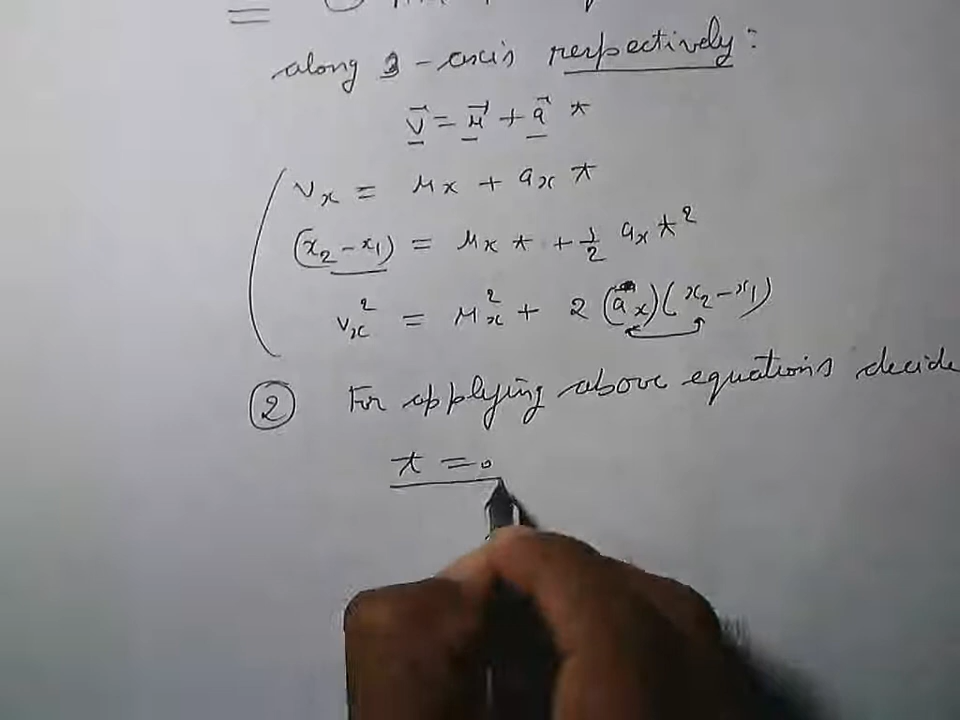 =
along 3-axis respectively:
v⃗ = u⃗ + a⃗ t
vₓ = uₓ + aₓ t
(x₂ - x₁) = uₓ t + 1/2 aₓ t²
vₓ² = uₓ² + 2 (aₓ)(x₂ - x₁)
② For applying above equations decide
t = 0